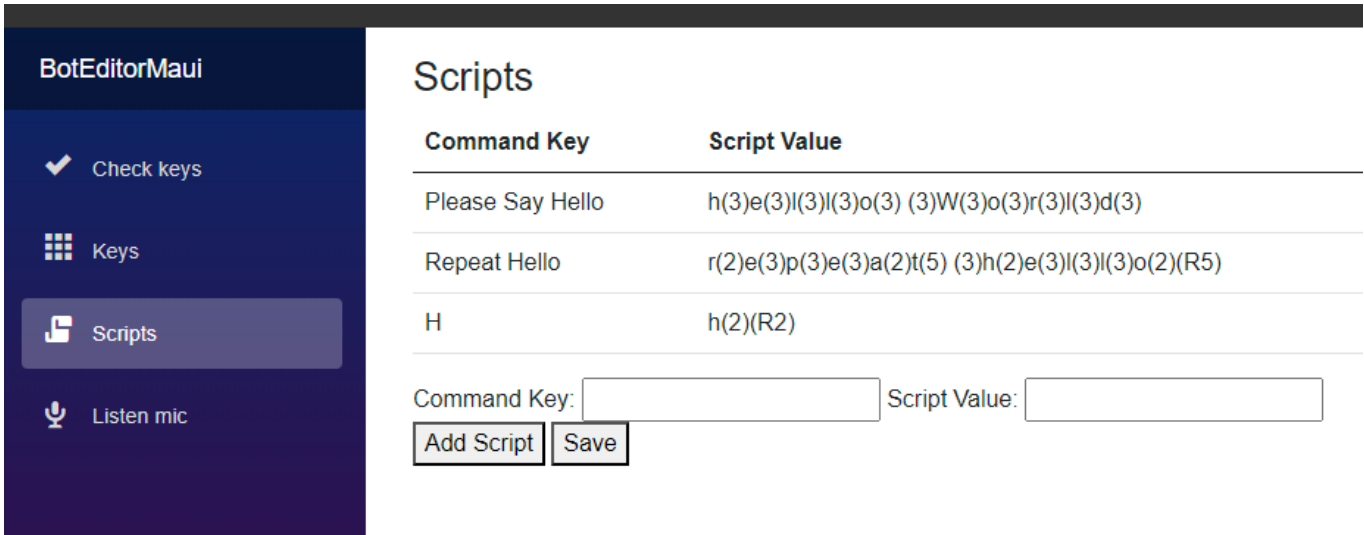 BotEditorMaui
Check keys
Keys
Scripts
Listen mic
Scripts
Command Key Script Value
Please Say Hello h(3)e(3)l(3)l(3)o(3) (3)W(3)o(3)r(3)l(3)d(3)
Repeat Hello r(2)e(3)p(3)e(3)a(2)t(5) (3)h(2)e(3)l(3)l(3)o(2)(R5)
H h(2)(R2)
Command Key: Script Value:
Add Script Save